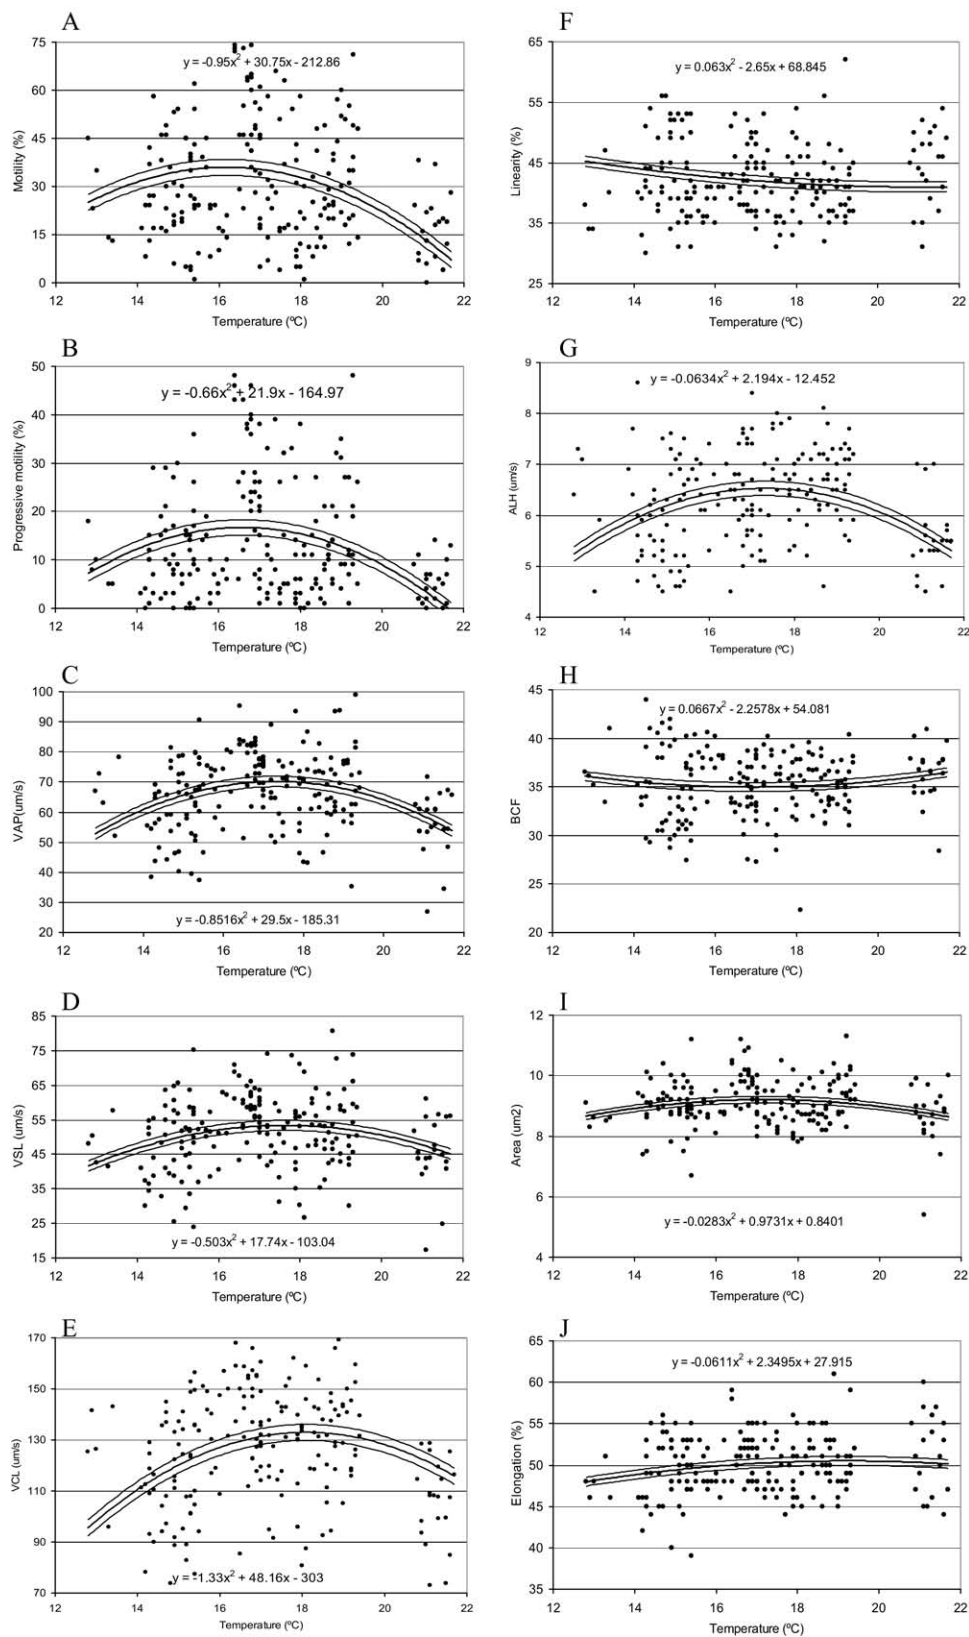 A
75
60
45
30
15
0
Motility (%)
y = -0.95x² + 30.75x - 212.86
12 14 16 18 20 22
Temperature (ºC)
B
50
40
30
20
10
0
Progressive motility (%)
y = -0.66x² + 21.9x - 164.97
12 14 16 18 20 22
Temperature (ºC)
C
100
90
80
70
60
50
40
30
20
VAP(um/s)
y = -0.8516x² + 29.5x - 185.31
12 14 16 18 20 22
Temperature (ºC)
D
85
75
65
55
45
35
25
15
VSL (um/s)
y = -0.503x² + 17.74x - 103.04
12 14 16 18 20 22
Temperature (ºC)
E
170
150
130
110
90
70
VCL (um/s)
y = -1.33x² + 48.16x - 303
12 14 16 18 20 22
Temperature (ºC)
F
65
55
45
35
25
Linearity (%)
y = 0.063x² - 2.65x + 68.845
12 14 16 18 20 22
Temperature (ºC)
G
9
8
7
6
5
4
ALH (um/s)
y = -0.0634x² + 2.194x - 12.452
12 14 16 18 20 22
Temperature (ºC)
H
45
40
35
30
25
20
BCF
y = 0.0667x² - 2.2578x + 54.081
12 14 16 18 20 22
Temperature (ºC)
I
12
10
8
6
4
Area (um2)
y = -0.0283x² + 0.9731x + 0.8401
12 14 16 18 20 22
Temperature (ºC)
J
65
60
55
50
45
40
35
Elongation (%)
y = -0.0611x² + 2.3495x + 27.915
12 14 16 18 20 22
Temperature (ºC)